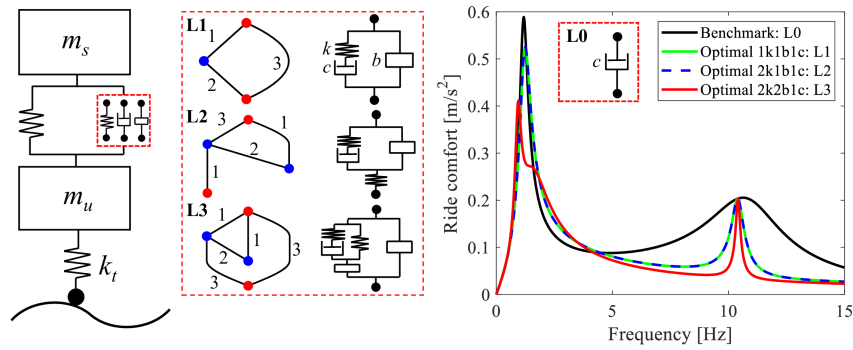 m_s
m_u
k_t
L1
1
2
3
k
c
b
L2
3
1
2
1
L3
1
2
1
3
3
L0
c
Benchmark: L0
Optimal 1k1b1c: L1
Optimal 2k1b1c: L2
Optimal 2k2b1c: L3
Ride comfort [m/s²]
0.6
0.5
0.4
0.3
0.2
0.1
0
0
5
10
15
Frequency [Hz]